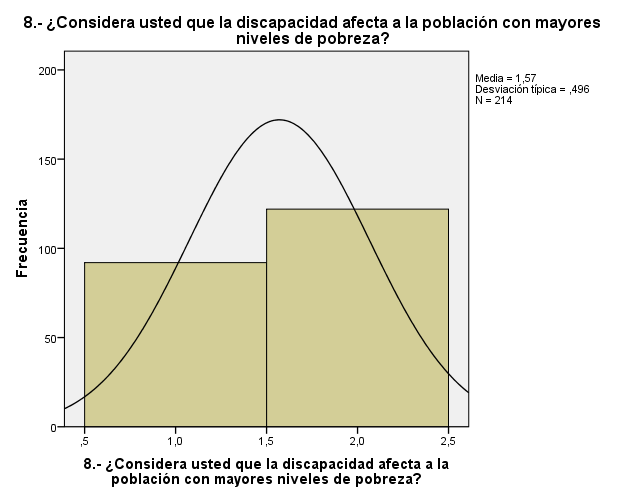 8.- ¿Considera usted que la discapacidad afecta a la población con mayores
niveles de pobreza?
Media = 1,57
Desviación típica = ,496
N = 214
200
150
100
50
0
Frecuencia
,5
1,0
1,5
2,0
2,5
8.- ¿Considera usted que la discapacidad afecta a la
población con mayores niveles de pobreza?